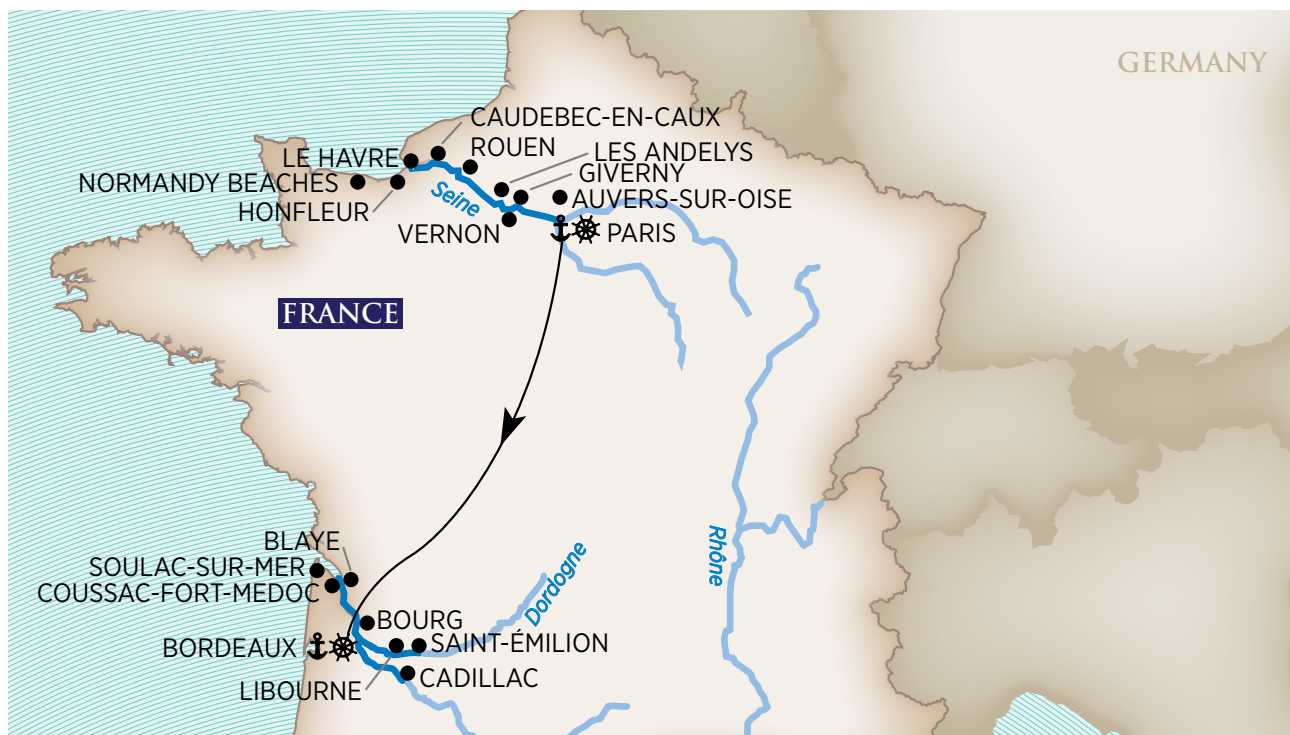 GERMANY
CAUDEBEC-EN-CAUX
ROUEN
LE HAVRE
LES ANDELYS
GIVERNY
NORMANDY BEACHES
AUVERS-SUR-OISE
HONFLEUR
Seine
VERNON
PARIS
FRANCE
BLAYE
SOULAC-SUR-MER
COUSSAC-FORT-MEDOC
Rhône
Dordogne
BOURG
BORDEAUX
SAINT-ÉMILION
LIBOURNE
CADILLAC